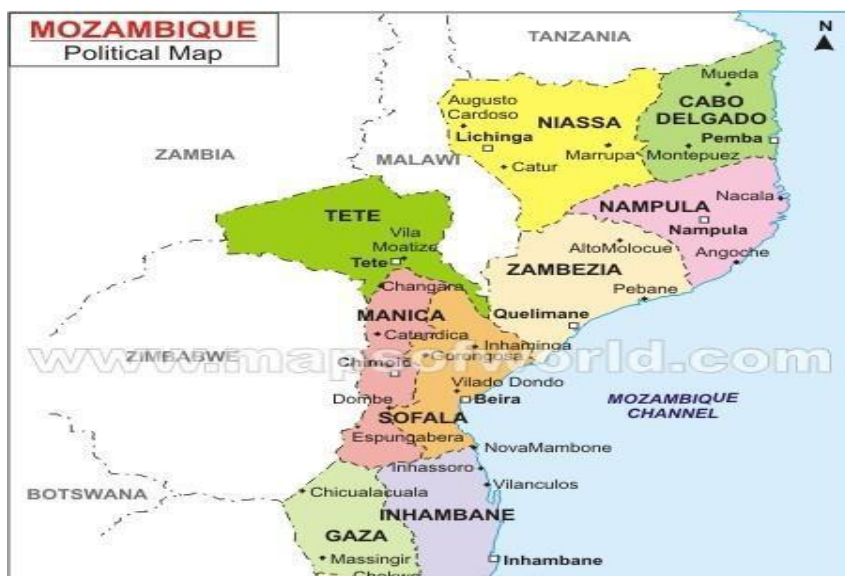 MOZAMBIQUE
Political Map
N
TANZANIA
Mueda
CABO
DELGADO
Augusto
Cardoso
NIASSA
Lichinga
Pemba
ZAMBIA
MALAWI
Marrupa
Montepuez
Catur
Nacala
NAMPULA
TETE
Nampula
Vila
Moatize
AltoMolocue
Angoche
Tete
ZAMBEZIA
Changara
Pebane
MANICA
Quelimane
Catandica
Inhaminga
ZIMBABWE
Gorongosa
www.mapsofworld.com
Chimoio
Vilado Dondo
Dombe
Beira
MOZAMBIQUE
CHANNEL
SOFALA
Espungabera
NovaMambone
Inhassoro
BOTSWANA
Chicualacuala
Vilanculos
INHAMBANE
GAZA
Massingir
Inhambane